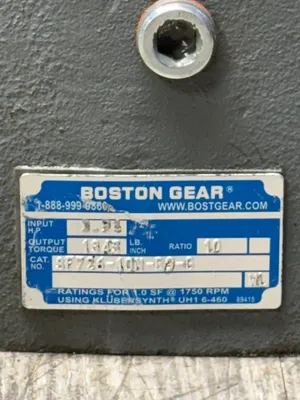 BOSTON GEAR®
1-888-999-9860 WWW.BOSTGEAR.COM
INPUT H.P.
OUTPUT TORQUE LB. INCH RATIO 10
CAT. NO.
RATINGS FOR 1.0 SF @ 1750 RPM
USING KLUBERSYNTH® UH1 6-460 69415